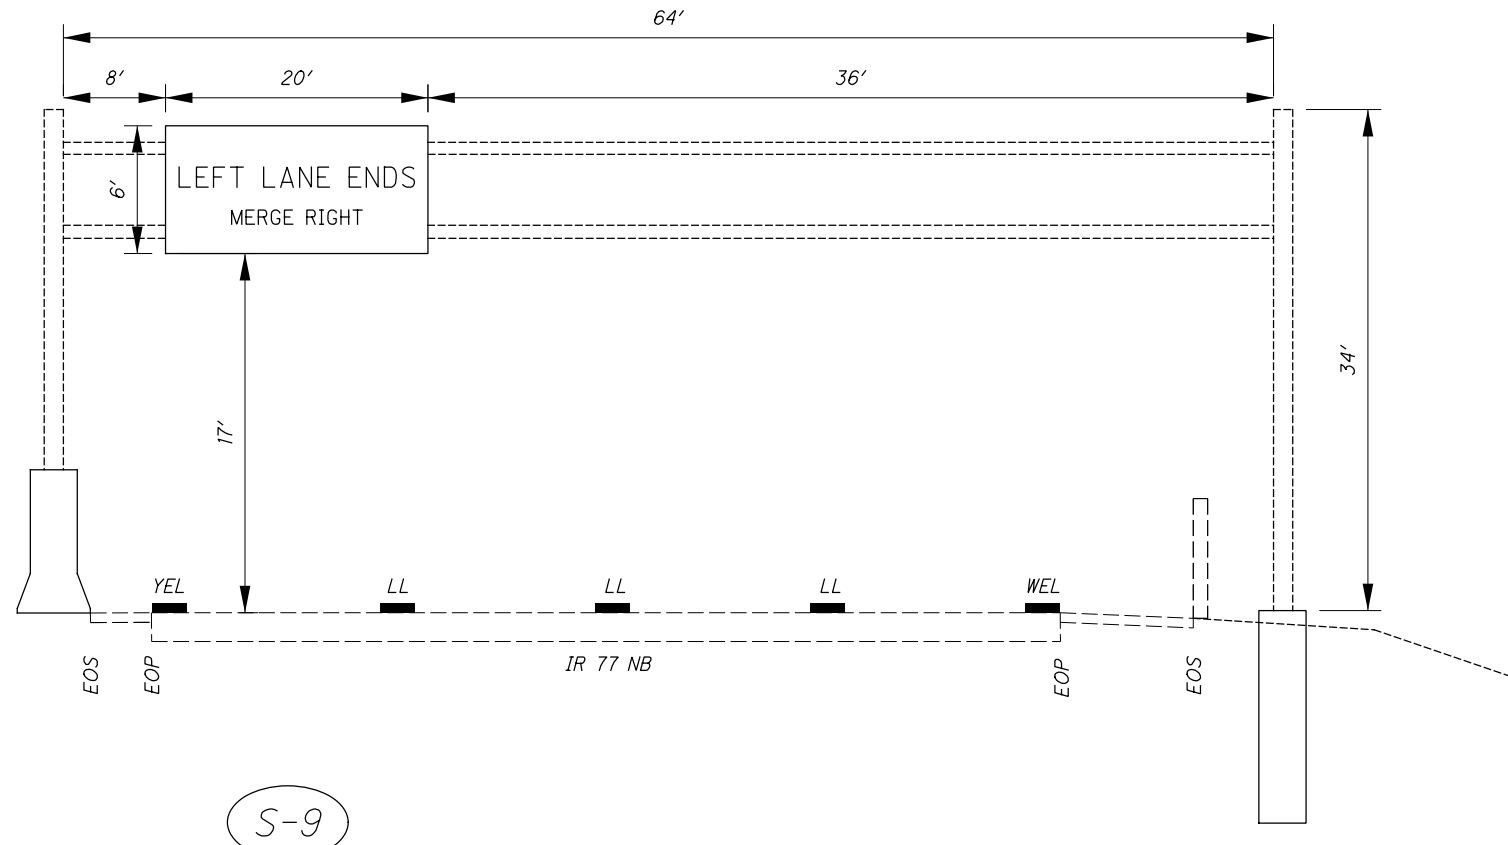 64'
8'
20'
36'
LEFT LANE ENDS
MERGE RIGHT
6'
34'
17'
YEL
LL
LL
LL
WEL
EOS
EOP
IR 77 NB
EOP
EOS
S-9